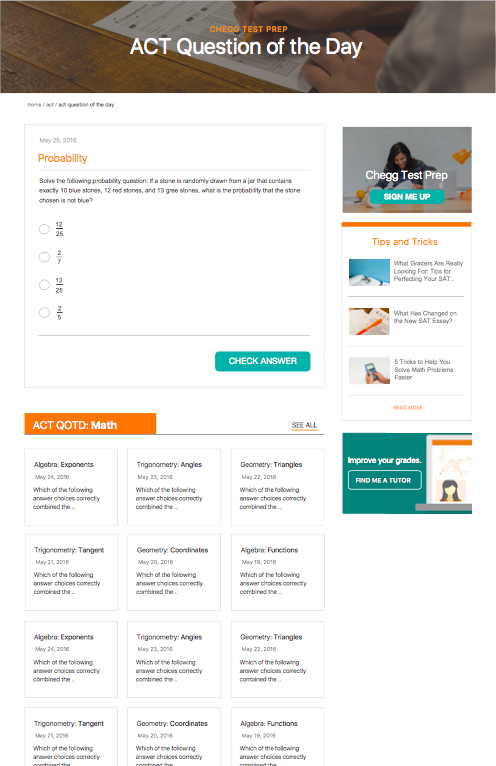 CHEGG TEST PREP
ACT Question of the Day
home / act / act question of the day
May 25, 2016
Probability
Solve the following probability question: If a stone is randomly drawn from a jar that contains
exactly 10 blue stones, 12 red stones, and 13 gree stones, what is the probability that the stone
chosen is not blue?
12
25
2
7
13
25
2
5
CHECK ANSWER
Chegg Test Prep
SIGN ME UP
Tips and Tricks
What Graders Are Really
Looking For: Tips for
Perfecting Your SAT...
What Has Changed on
the New SAT Essay?
5 Tricks to Help You
Solve Math Problems
Faster
READ MORE
Improve your grades.
FIND ME A TUTOR
ACT QOTD: Math
SEE ALL
Algebra: Exponents
May 24, 2016
Which of the following
answer choices correctly
combined the ..
Trigonometry: Angles
May 23, 2016
Which of the following
answer choices correctly
combined the ..
Geometry: Triangles
May 22, 2016
Which of the following
answer choices correctly
combined the ..
Trigonometry: Tangent
May 21, 2016
Which of the following
answer choices correctly
combined the ..
Geometry: Coordinates
May 20, 2016
Which of the following
answer choices correctly
combined the ..
Algebra: Functions
May 19, 2016
Which of the following
answer choices correctly
combined the ..
Algebra: Exponents
May 24, 2016
Which of the following
answer choices correctly
combined the ..
Trigonometry: Angles
May 23, 2016
Which of the following
answer choices correctly
combined the ..
Geometry: Triangles
May 22, 2016
Which of the following
answer choices correctly
combined the ..
Trigonometry: Tangent
May 21, 2016
Which of the following
answer choices correctly
combined the ..
Geometry: Coordinates
May 20, 2016
Which of the following
answer choices correctly
combined the ..
Algebra: Functions
May 19, 2016
Which of the following
answer choices correctly
combined the ..